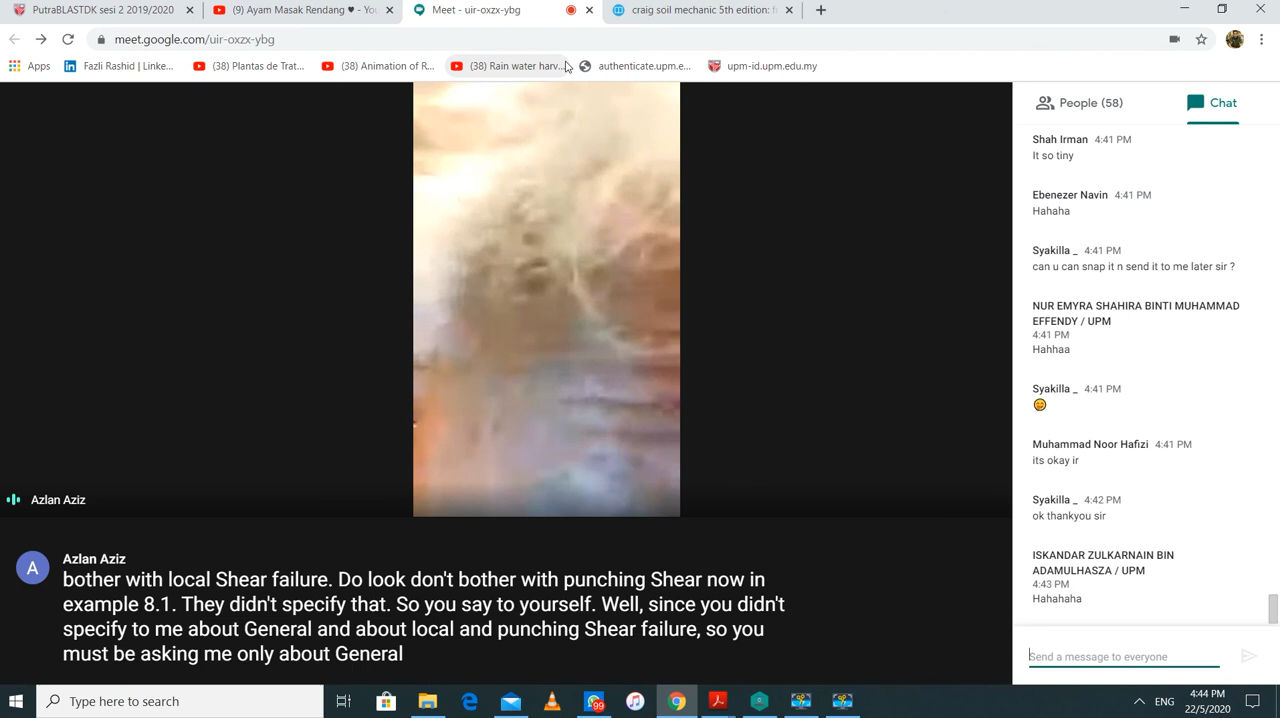 PutraBLASTDK sesi 2 2019/2020
(9) Ayam Masak Rendang ♥ - You
Meet - uir-oxzx-ybg
craig soil mechanic 5th edition: f
meet.google.com/uir-oxzx-ybg
Apps
Fazli Rashid | Linke...
(38) Plantas de Trat...
(38) Animation of R...
(38) Rain water harv...
authenticate.upm.e...
upm-id.upm.edu.my
People (58)
Chat
Shah Irman 4:41 PM
It so tiny
Ebenezer Navin 4:41 PM
Hahaha
Syakilla _ 4:41 PM
can u can snap it n send it to me later sir ?
NUR EMYRA SHAHIRA BINTI MUHAMMAD
EFFENDY / UPM
4:41 PM
Hahhaa
Syakilla _ 4:41 PM
Muhammad Noor Hafizi 4:41 PM
its okay ir
Syakilla _ 4:42 PM
ok thankyou sir
ISKANDAR ZULKARNAIN BIN
ADAMULHASZA / UPM
4:43 PM
Hahahaha
Send a message to everyone
Azlan Aziz
A
Azlan Aziz
bother with local Shear failure. Do look don't bother with punching Shear now in
example 8.1. They didn't specify that. So you say to yourself. Well, since you didn't
specify to me about General and about local and punching Shear failure, so you
must be asking me only about General
Type here to search
99
ENG
4:44 PM
22/5/2020